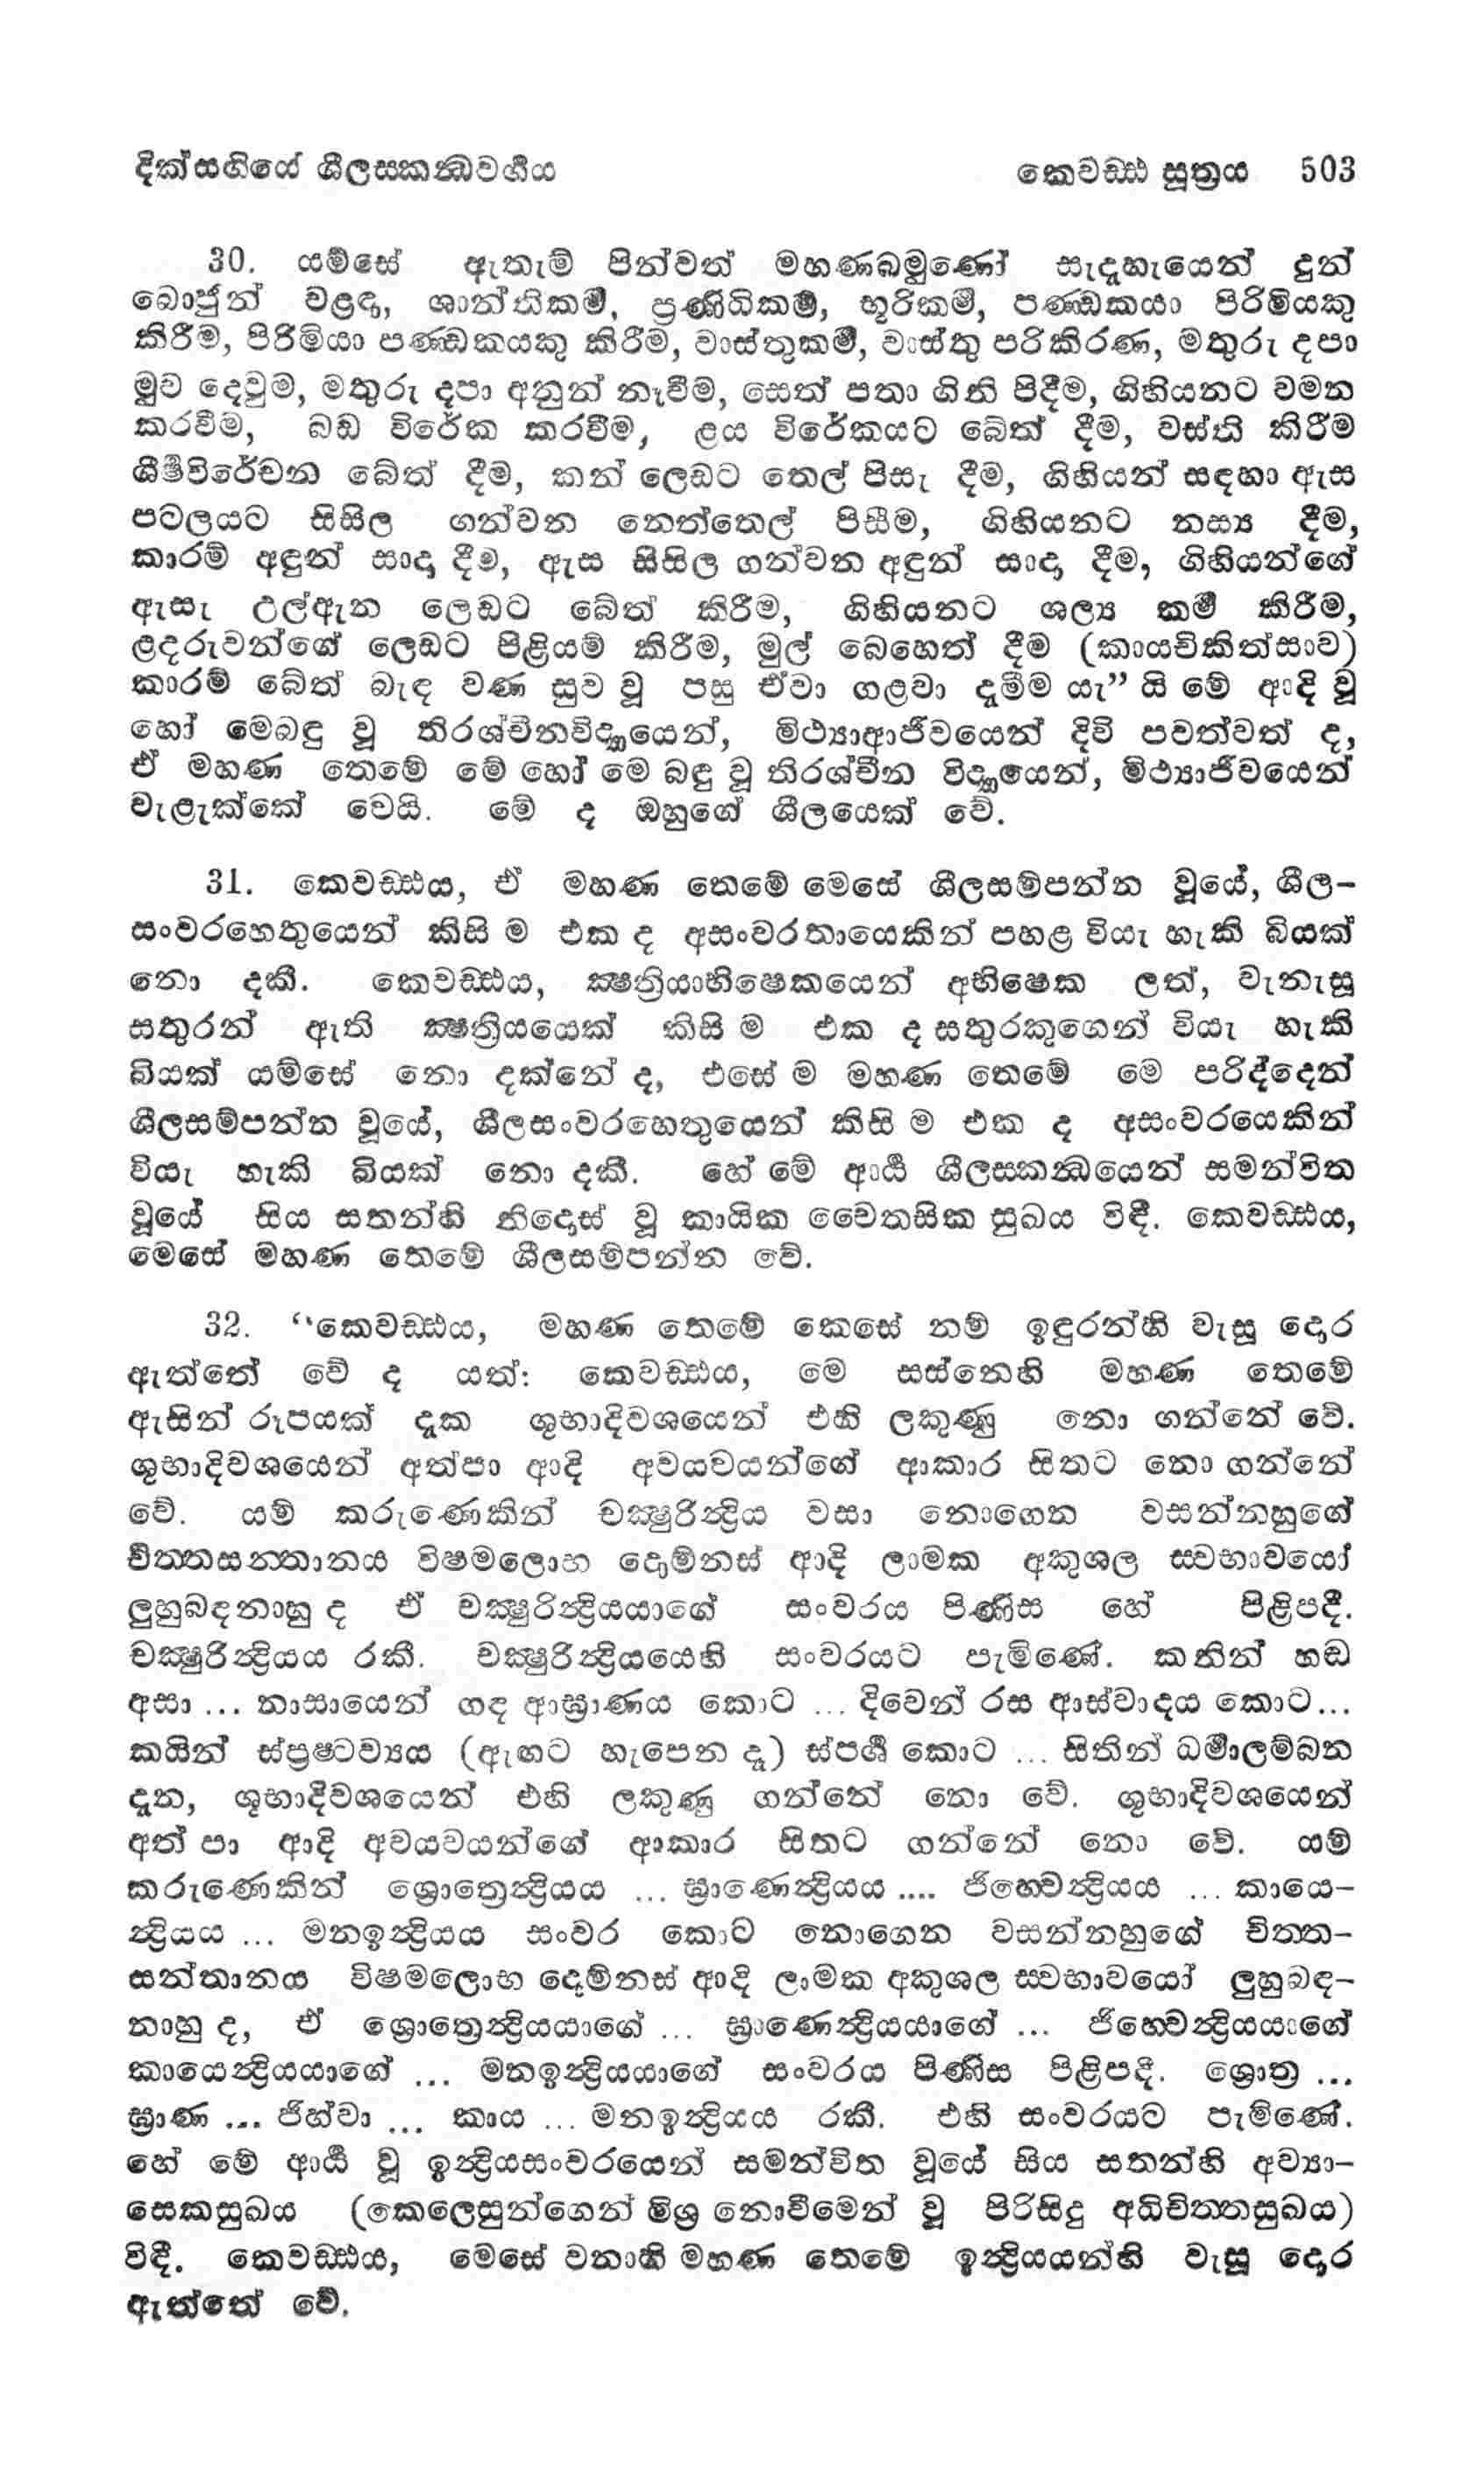 දික්සඟියේ ශීලස්කන්ධවර්ගය
කෙවඩ්ඪ සූත්‍රය 503
30. යම්සේ ඇතැම් පින්වත් මහණබමුණෝ සැදැහැයෙන් දුන්
බොජුන් වළඳා, ශාන්තිකර්ම, ප්‍රණිධිකර්ම, භූරිකර්ම, පණ්ඩකයා පිරිමියකු
කිරීම, පිරිමියා පණ්ඩකයකු කිරීම, වාස්තුකර්ම, වාස්තු පරිකිරණ, මතුරු දපා
මුව දෙවුම, මතුරු දපා අනුන් නෑවීම, සෙත් පතා ගිනි පිදීම, ගිහියනට වමන
කරවීම, බඩ විරේක කරවීම, ළය විරේකයට බේත් දීම, වස්ති කිරීම
ශීර්ෂවිරේචන බේත් දීම, කන් ලෙඩට තෙල් පිසැ දීම, ගිහියන් සඳහා ඇස
පටලයට සිසිල ගන්වන නෙත්තෙල් පිසීම, ගිහියනට නස්‍ය දීම,
කාරම් අඳුන් සාදා දීම, ඇස සිසිල ගන්වන අඳුන් සාදා දීම, ගිහියන්ගේ
ඇසැ උල්ඇන ලෙඩට බේත් කිරීම, ගිහියනට ශල්‍ය කර්ම කිරීම,
ළදරුවන්ගේ ලෙඩට පිළියම් කිරීම, මුල් බෙහෙත් දීම (කායචිකිත්සාව)
කාරම් බේත් බැඳ වණ සුව වූ පසු ඒවා ගළවා දැමීම යැ” යි මේ ආදි වූ
හෝ මෙබඳු වූ තිරශ්චීනවිද්‍යායෙන්, මිථ්‍යාආජීවයෙන් දිවි පවත්වත් ද,
ඒ මහණ තෙමේ මේ හෝ මෙ බඳු වූ තිරශ්චීන විද්‍යායෙන්, මිථ්‍යාජීවයෙන්
වැළැක්කේ වෙයි. මේ ද ඔහුගේ ශීලයෙක් වේ.
31. කෙවඩ්ඪය, ඒ මහණ තෙමේ මෙසේ ශීලසම්පන්න වූයේ, ශීල-
සංවරහෙතුයෙන් කිසි ම එක ද අසංවරතායෙකින් පහළ වියැ හැකි බියක්
නො දකී. කෙවඩ්ඪය, ක්‍ෂත්‍රියාභිෂෙකයෙන් අභිෂෙක ලත්, වැනැසූ
සතුරන් ඇති ක්‍ෂත්‍රියයෙක් කිසි ම එක ද සතුරකුගෙන් වියැ හැකි
බියක් යම්සේ නො දක්නේ ද, එසේ ම මහණ තෙමේ මෙ පරිද්දෙන්
ශීලසම්පන්න වූයේ, ශීලසංවරහෙතුයෙන් කිසි ම එක ද අසංවරයෙකින්
වියැ හැකි බියක් නො දකී. හේ මේ ආර්‍ය්‍ය ශීලස්කන්ධයෙන් සමන්විත
වූයේ සිය සතන්හි නිදොස් වූ කායික චෛතසික සුඛය විඳී. කෙවඩ්ඪය,
මෙසේ මහණ තෙමේ ශීලසම්පන්න වේ.
32. “කෙවඩ්ඪය, මහණ තෙමේ කෙසේ නම් ඉඳුරන්හි වැසූ දොර
ඇත්තේ වේ ද යත්: කෙවඩ්ඪය, මෙ සස්නෙහි මහණ තෙමේ
ඇසින් රූපයක් දැක ශුභාදිවශයෙන් එහි ලකුණු නො ගන්නේ වේ.
ශුභාදිවශයෙන් අත්පා ආදි අවයවයන්ගේ ආකාර සිතට නො ගන්නේ
වේ. යම් කරුණෙකින් චක්‍ෂුරින්‍ද්‍රිය වසා නොගෙන වසන්නහුගේ
චිත්තසන්තානය විෂමලොභ දොම්නස් ආදි ලාමක අකුශල ස්වභාවයෝ
ලුහුබඳනාහු ද ඒ චක්‍ෂුරින්‍ද්‍රියයාගේ සංවරය පිණිස හේ පිළිපදී.
චක්‍ෂුරින්‍ද්‍රියය රකී. චක්‍ෂුරින්‍ද්‍රියයෙහි සංවරයට පැමිණේ. කනින් හඬ
අසා ... නාසායෙන් ගඳ ආඝ්‍රාණය කොට ... දිවෙන් රස ආස්වාදය කොට...
කයින් ස්ප්‍රෂ්ටව්‍යය (ඇඟට හැපෙන දෑ) ස්පර්ශ කොට ... සිතින් ධර්මාලම්බන
දැන, ශුභාදිවශයෙන් එහි ලකුණු ගන්නේ නො වේ. ශුභාදිවශයෙන්
අත් පා ආදි අවයවයන්ගේ ආකාර සිතට ගන්නේ නො වේ. යම්
කරුණෙකින් ශ්‍රොත්‍රෙන්‍ද්‍රියය ... ඝ්‍රාණෙන්‍ද්‍රියය .... ජිහ්වෙන්‍ද්‍රියය ... කායෙ-
න්‍ද්‍රියය ... මනඉන්‍ද්‍රියය සංවර කොට නොගෙන වසන්නහුගේ චිත්ත-
සන්තානය විෂමලොභ දොම්නස් ආදි ලාමක අකුශල ස්වභාවයෝ ලුහුබඳ-
නාහු ද, ඒ ශ්‍රොත්‍රෙන්‍ද්‍රියයාගේ ... ඝ්‍රාණෙන්‍ද්‍රියයාගේ ... ජිහ්වෙන්‍ද්‍රියයාගේ
කායෙන්‍ද්‍රියයාගේ ... මනඉන්‍ද්‍රියයාගේ සංවරය පිණිස පිළිපදී. ශ්‍රොත්‍ර ...
ඝ්‍රාණ ... ජිහ්වා ... කාය ... මනඉන්‍ද්‍රියය රකී. එහි සංවරයට පැමිණේ.
හේ මේ ආර්‍ය්‍ය වූ ඉන්‍ද්‍රියසංවරයෙන් සමන්විත වූයේ සිය සතන්හි අව්‍යා-
සෙකසුඛය (කෙලෙසුන්ගෙන් මිශ්‍ර නොවීමෙන් වූ පිරිසිදු අධිචිත්තසුඛය)
විඳී. කෙවඩ්ඪය, මෙසේ වනාහි මහණ තෙමේ ඉන්‍ද්‍රියයන්හි වැසූ දොර
ඇත්තේ වේ.